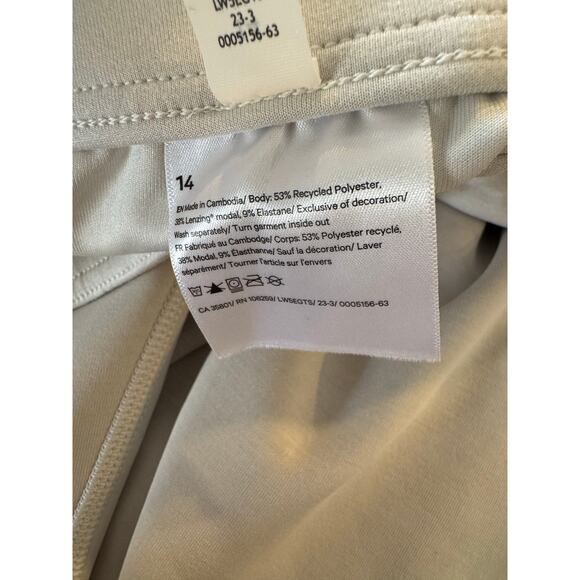 23-3
0005156-63
14
EN Made in Cambodia/ Body: 53% Recycled Polyester,
38% Lenzing® modal, 9% Elastane/ Exclusive of decoration/
Wash separately/ Turn garment inside out
FR Fabriqué au Cambodge/ Corps: 53% Polyester recyclé,
38% Modal, 9% Élasthanne/ Sauf la décoration/ Laver
séparément/ Tourner l'article sur l'envers
CA 35801/ RN 106259/ LW5EGTS/ 23-3/ 0005156-63